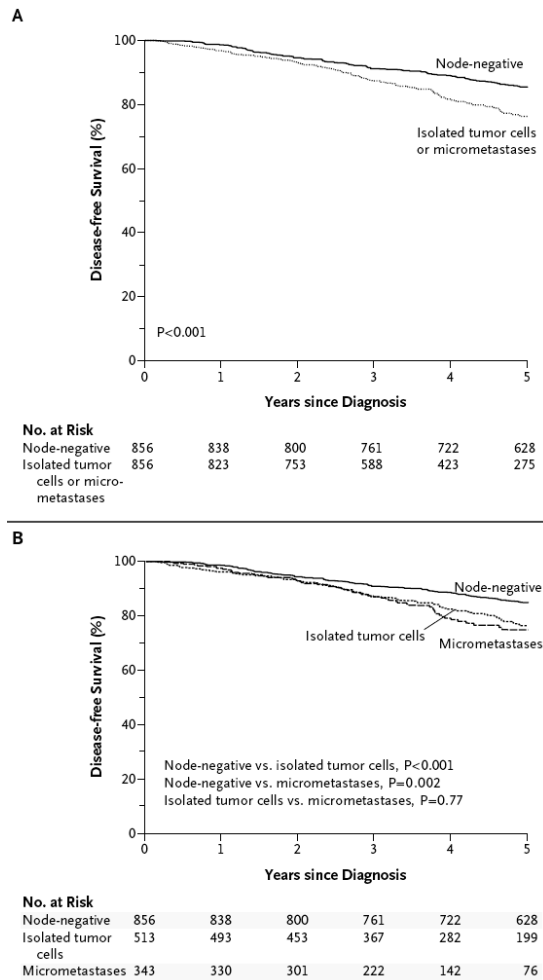 A
100
80
60
40
20
0
Disease-free Survival (%)
Node-negative
Isolated tumor cells
or micrometastases
P<0.001
0 1 2 3 4 5
Years since Diagnosis
No. at Risk
Node-negative 856 838 800 761 722 628
Isolated tumor 856 823 753 588 423 275
cells or micro-
metastases
B
100
80
60
40
20
0
Disease-free Survival (%)
Node-negative
Isolated tumor cells
Micrometastases
Node-negative vs. isolated tumor cells, P<0.001
Node-negative vs. micrometastases, P=0.002
Isolated tumor cells vs. micrometastases, P=0.77
0 1 2 3 4 5
Years since Diagnosis
No. at Risk
Node-negative 856 838 800 761 722 628
Isolated tumor 513 493 453 367 282 199
cells
Micrometastases 343 330 301 222 142 76